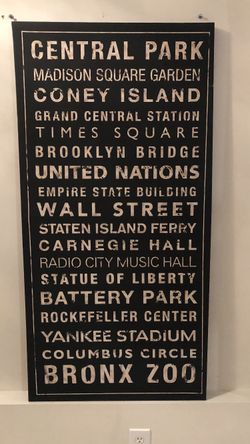 CENTRAL PARK
MADISON SQUARE GARDEN
CONEY ISLAND
GRAND CENTRAL STATION
TIMES SQUARE
BROOKLYN BRIDGE
UNITED NATIONS
EMPIRE STATE BUILDING
WALL STREET
STATEN ISLAND FERRY
CARNEGIE HALL
RADIO CITY MUSIC HALL
STATUE OF LIBERTY
BATTERY PARK
ROCKEFELLER CENTER
YANKEE STADIUM
COLUMBUS CIRCLE
BRONX ZOO